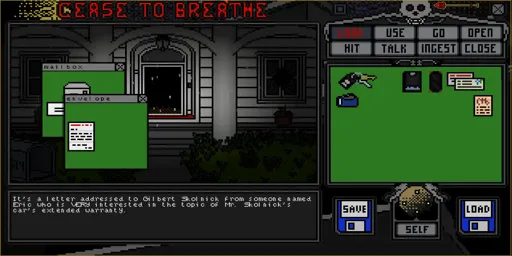 CEASE TO BREATHE
USE
GO
OPEN
HIT
TALK
INGEST
CLOSE
mailbox
envelope
It's a letter addressed to Gilbert Skolnick from someone named
Eric who is VERY interested in the topic of Mr. Skolnick's
car's extended warranty.
SAVE
SELF
LOAD